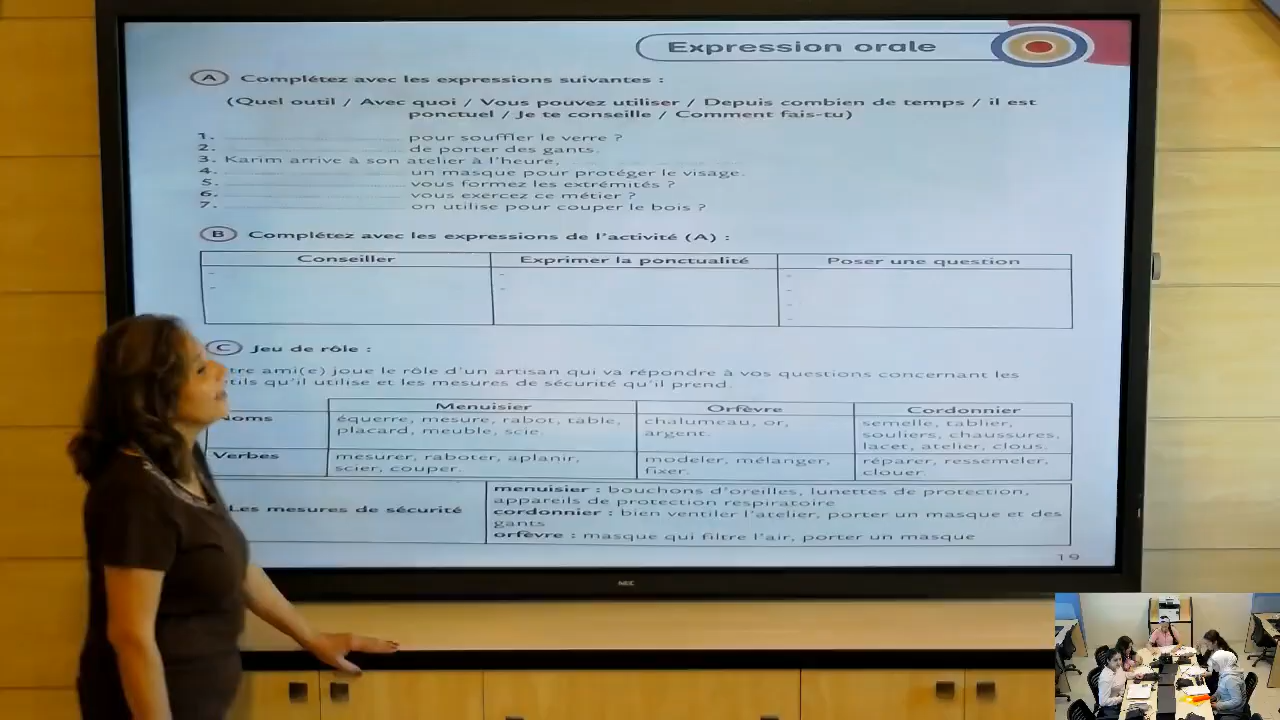 Expression orale
A Complétez avec les expressions suivantes :
(Quel outil / Avec quoi / Vous pouvez utiliser / Depuis combien de temps / il est
ponctuel / Je te conseille / Comment fais-tu)
1. ........ pour souffler le verre ?
2. ........ de porter des gants.
3. Karim arrive à son atelier à l'heure,
4. ........ un masque pour protéger le visage.
5. ........ vous formez les extrémités ?
6. ........ vous exercez ce métier ?
7. ........ on utilise pour couper le bois ?
B Complétez avec les expressions de l'activité (A) :
Conseiller Exprimer la ponctualité Poser une question
- - -
- - -
-
-
C Jeu de rôle :
ami(e) joue le rôle d'un artisan qui va répondre à vos questions concernant les
qu'il utilise et les mesures de sécurité qu'il prend.
Menuisier Orfèvre Cordonnier
équerre, mesure, rabot, table, chalumeau, or, semelle, tablier,
placard, meuble, scie. argent. souliers, chaussures,
lacet, atelier, clous.
Verbes mesurer, raboter, aplanir, modeler, mélanger, réparer, ressemeler,
scier, couper. fixer. clouer.
Les mesures de sécurité
menuisier : bouchons d'oreilles, lunettes de protection,
appareils de protection respiratoire
cordonnier : bien ventiler l'atelier, porter un masque et des
gants
orfèvre : masque qui filtre l'air, porter un masque
19
NEC